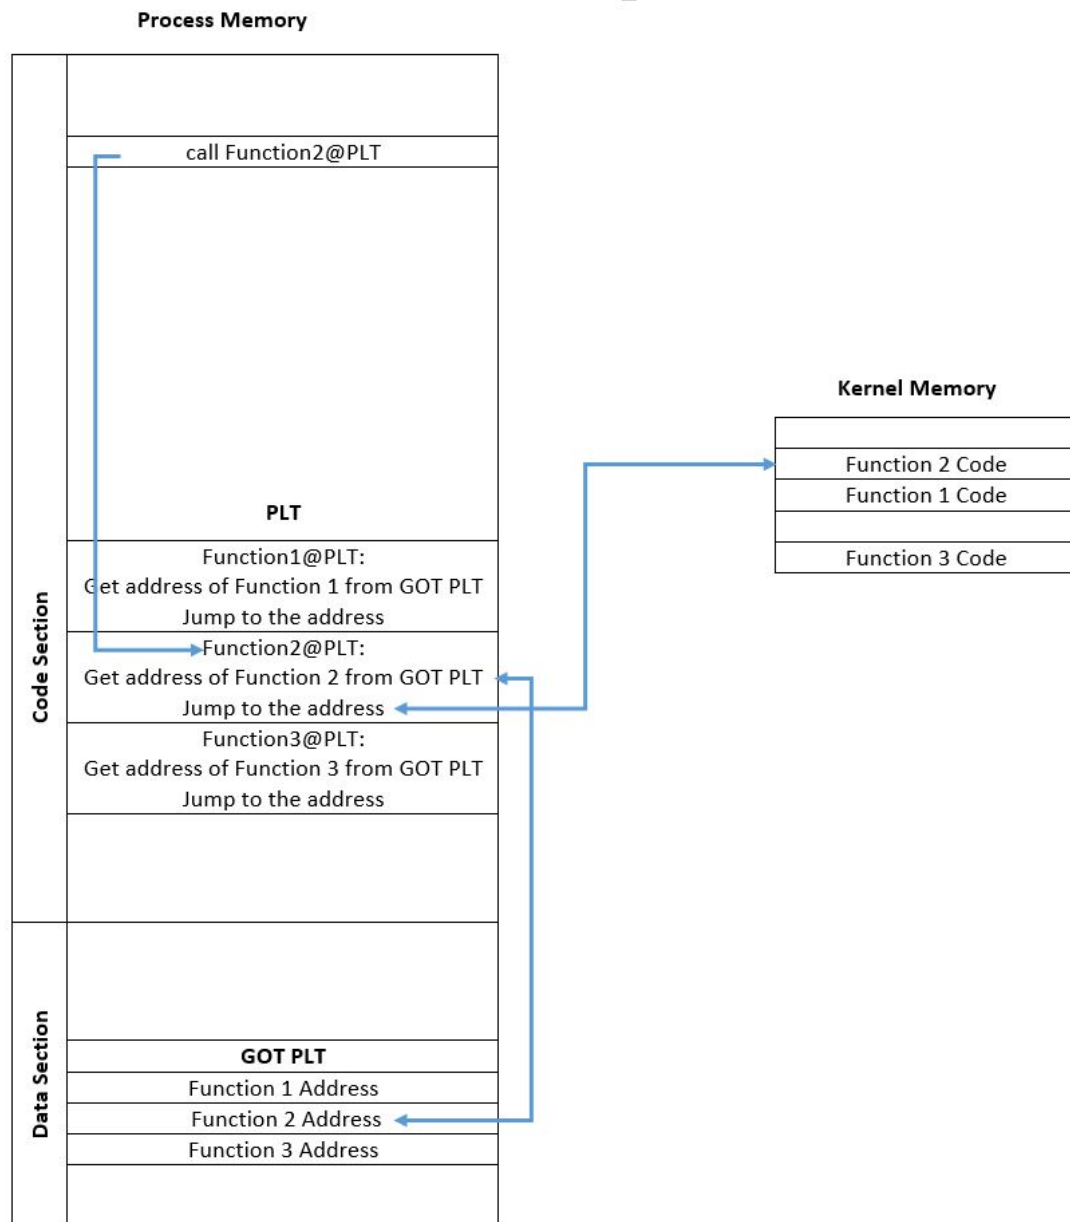 Process Memory
call Function2@PLT
Kernel Memory
Function 2 Code
Function 1 Code
Function 3 Code
Code Section
PLT
Function1@PLT:
Get address of Function 1 from GOT PLT
Jump to the address
Function2@PLT:
Get address of Function 2 from GOT PLT
Jump to the address
Function3@PLT:
Get address of Function 3 from GOT PLT
Jump to the address
Data Section
GOT PLT
Function 1 Address
Function 2 Address
Function 3 Address